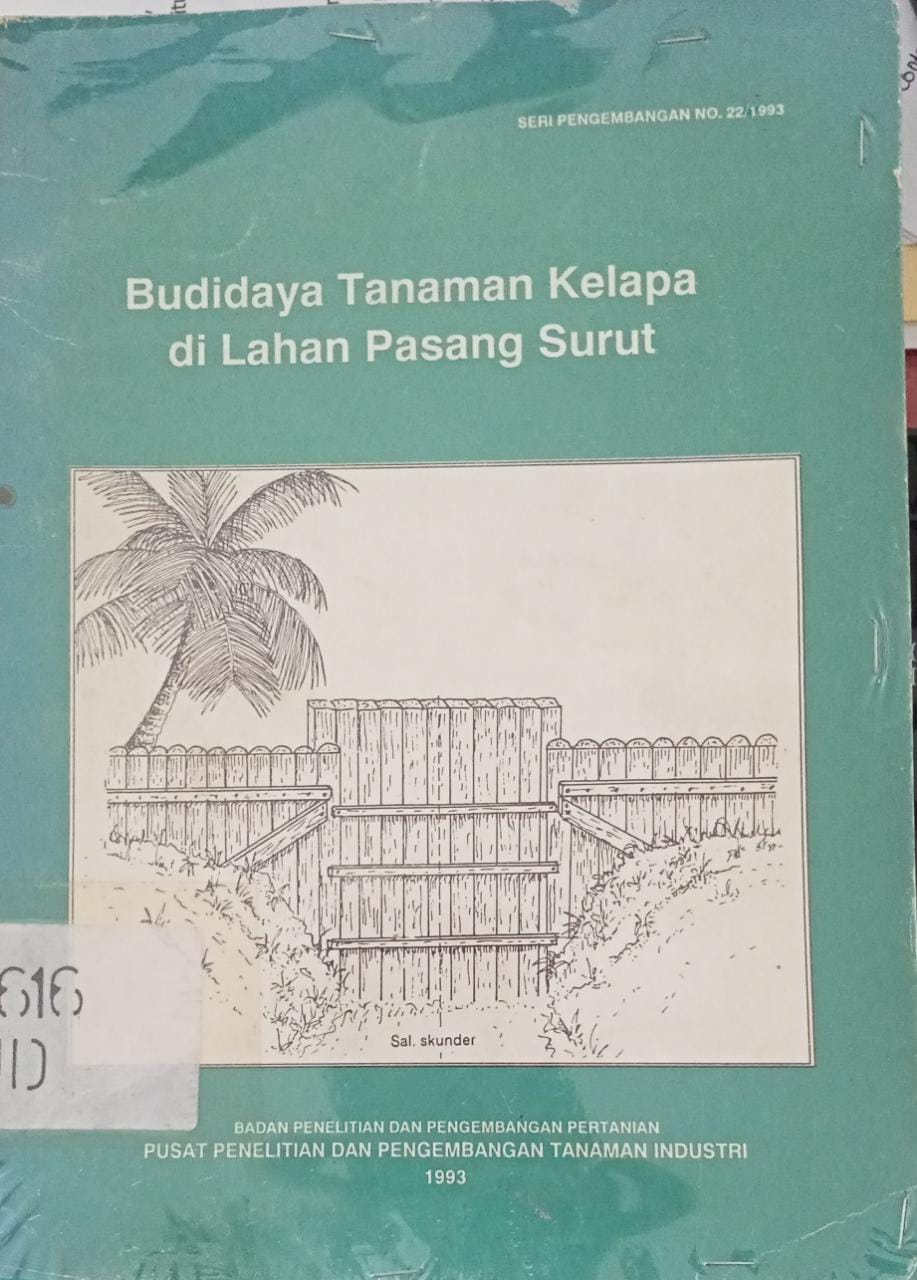 SERI PENGEMBANGAN NO. 22/1993
Budidaya Tanaman Kelapa
di Lahan Pasang Surut
Sal. skunder
616
BADAN PENELITIAN DAN PENGEMBANGAN PERTANIAN
PUSAT PENELITIAN DAN PENGEMBANGAN TANAMAN INDUSTRI
1993